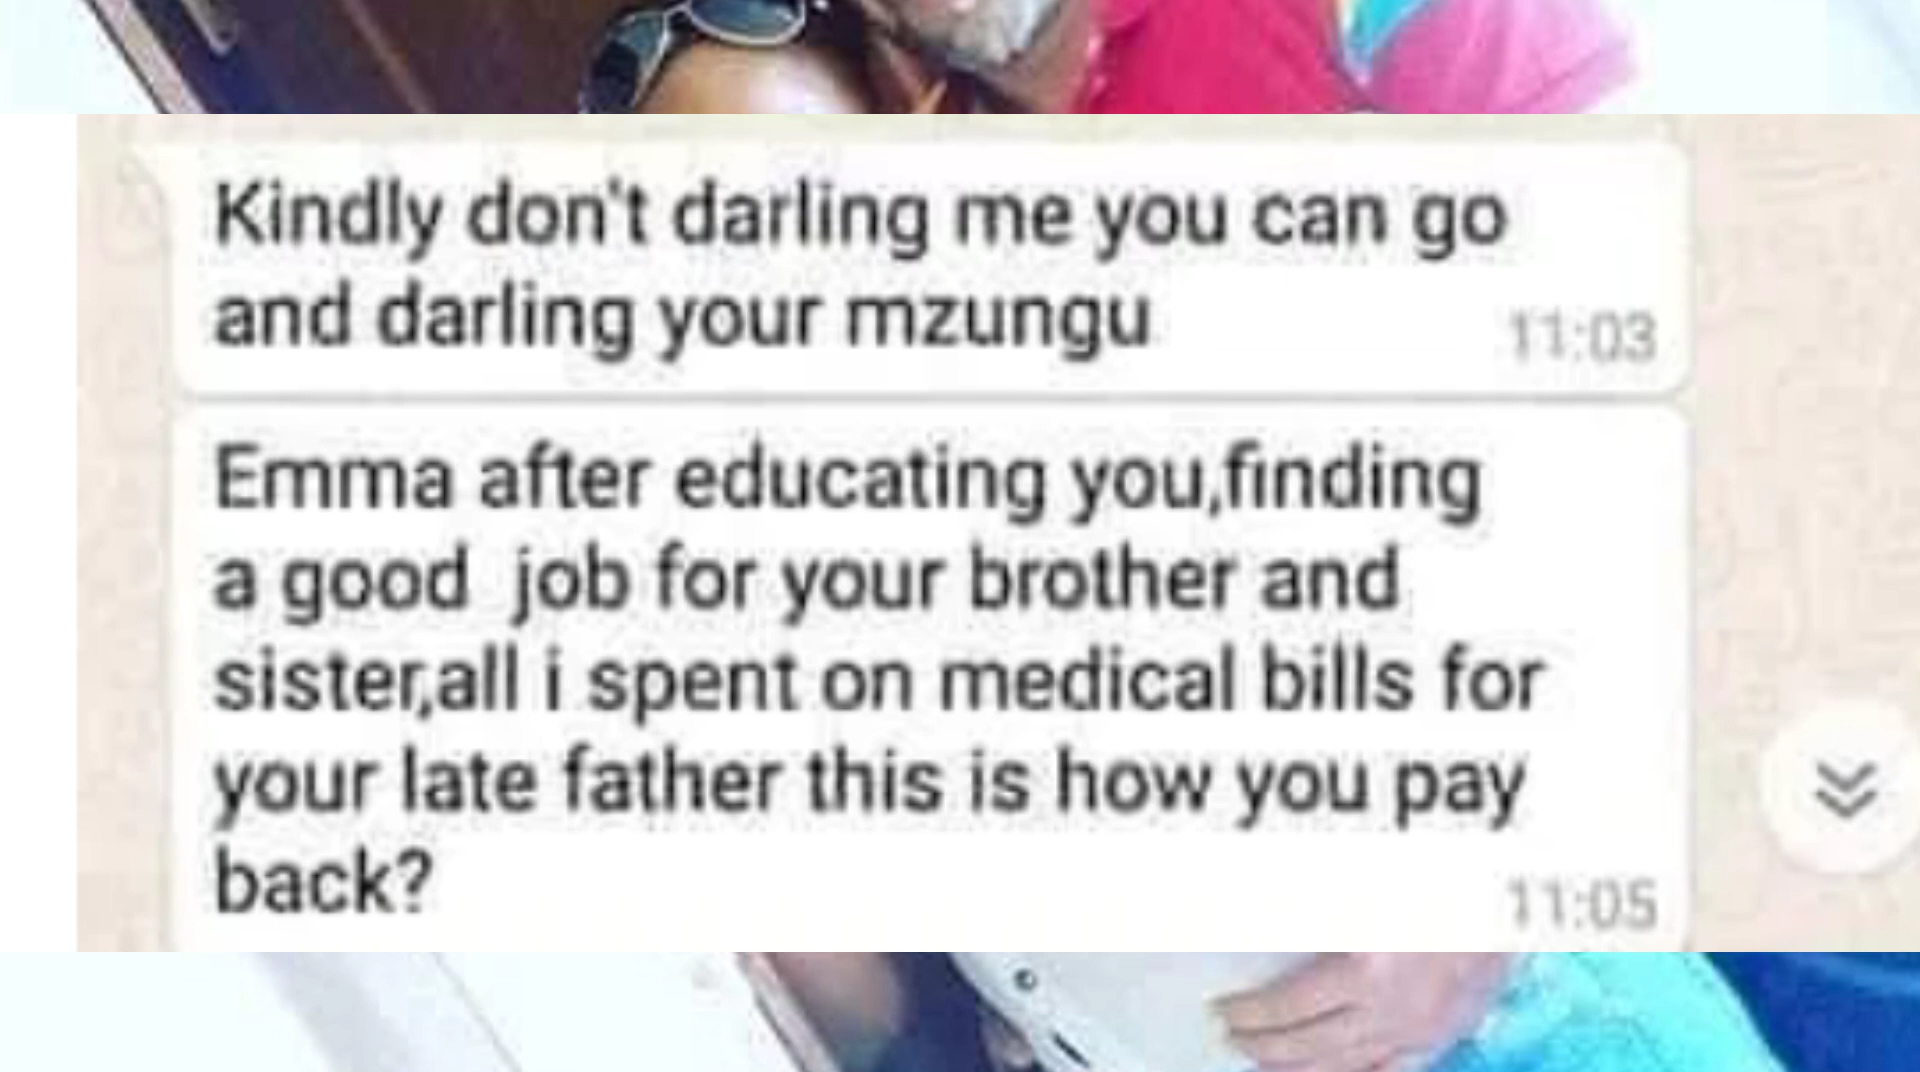 Kindly don't darling me you can go
and darling your mzungu
11:03
Emma after educating you,finding
a good  job for your brother and
sister,all i spent on medical bills for
your late father this is how you pay
back?
11:05